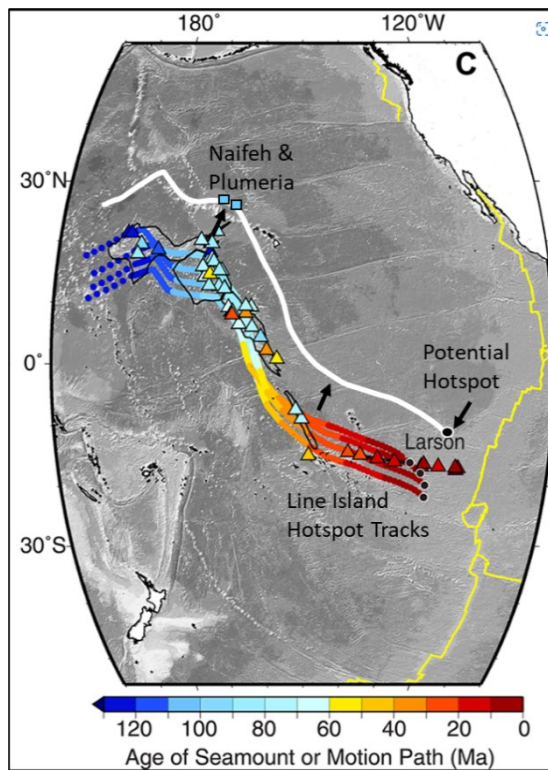 180° 120°W
C
Naifeh &
Plumeria
30°N
0°
Potential
Hotspot
Larson
Line Island
Hotspot Tracks
30°S
120 100 80 60 40 20 0
Age of Seamount or Motion Path (Ma)